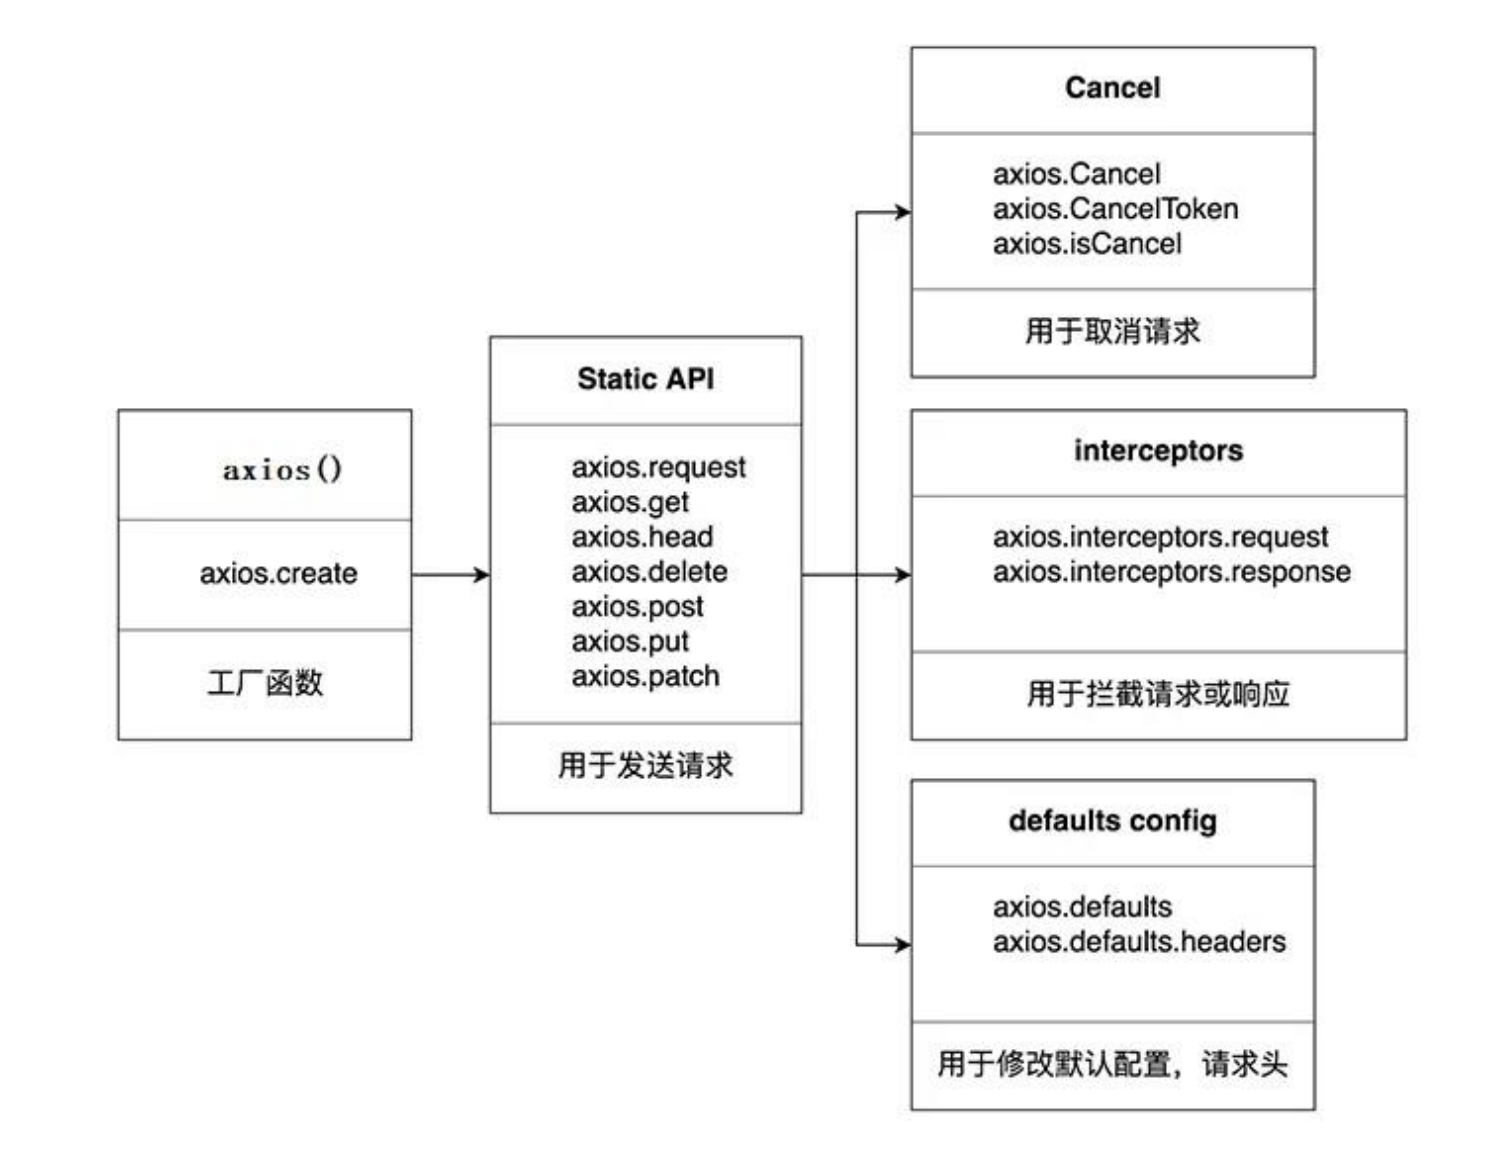 axios()
axios.create
工厂函数
Static API
axios.request
axios.get
axios.head
axios.delete
axios.post
axios.put
axios.patch
用于发送请求
Cancel
axios.Cancel
axios.CancelToken
axios.isCancel
用于取消请求
interceptors
axios.interceptors.request
axios.interceptors.response
用于拦截请求或响应
defaults config
axios.defaults
axios.defaults.headers
用于修改默认配置，请求头